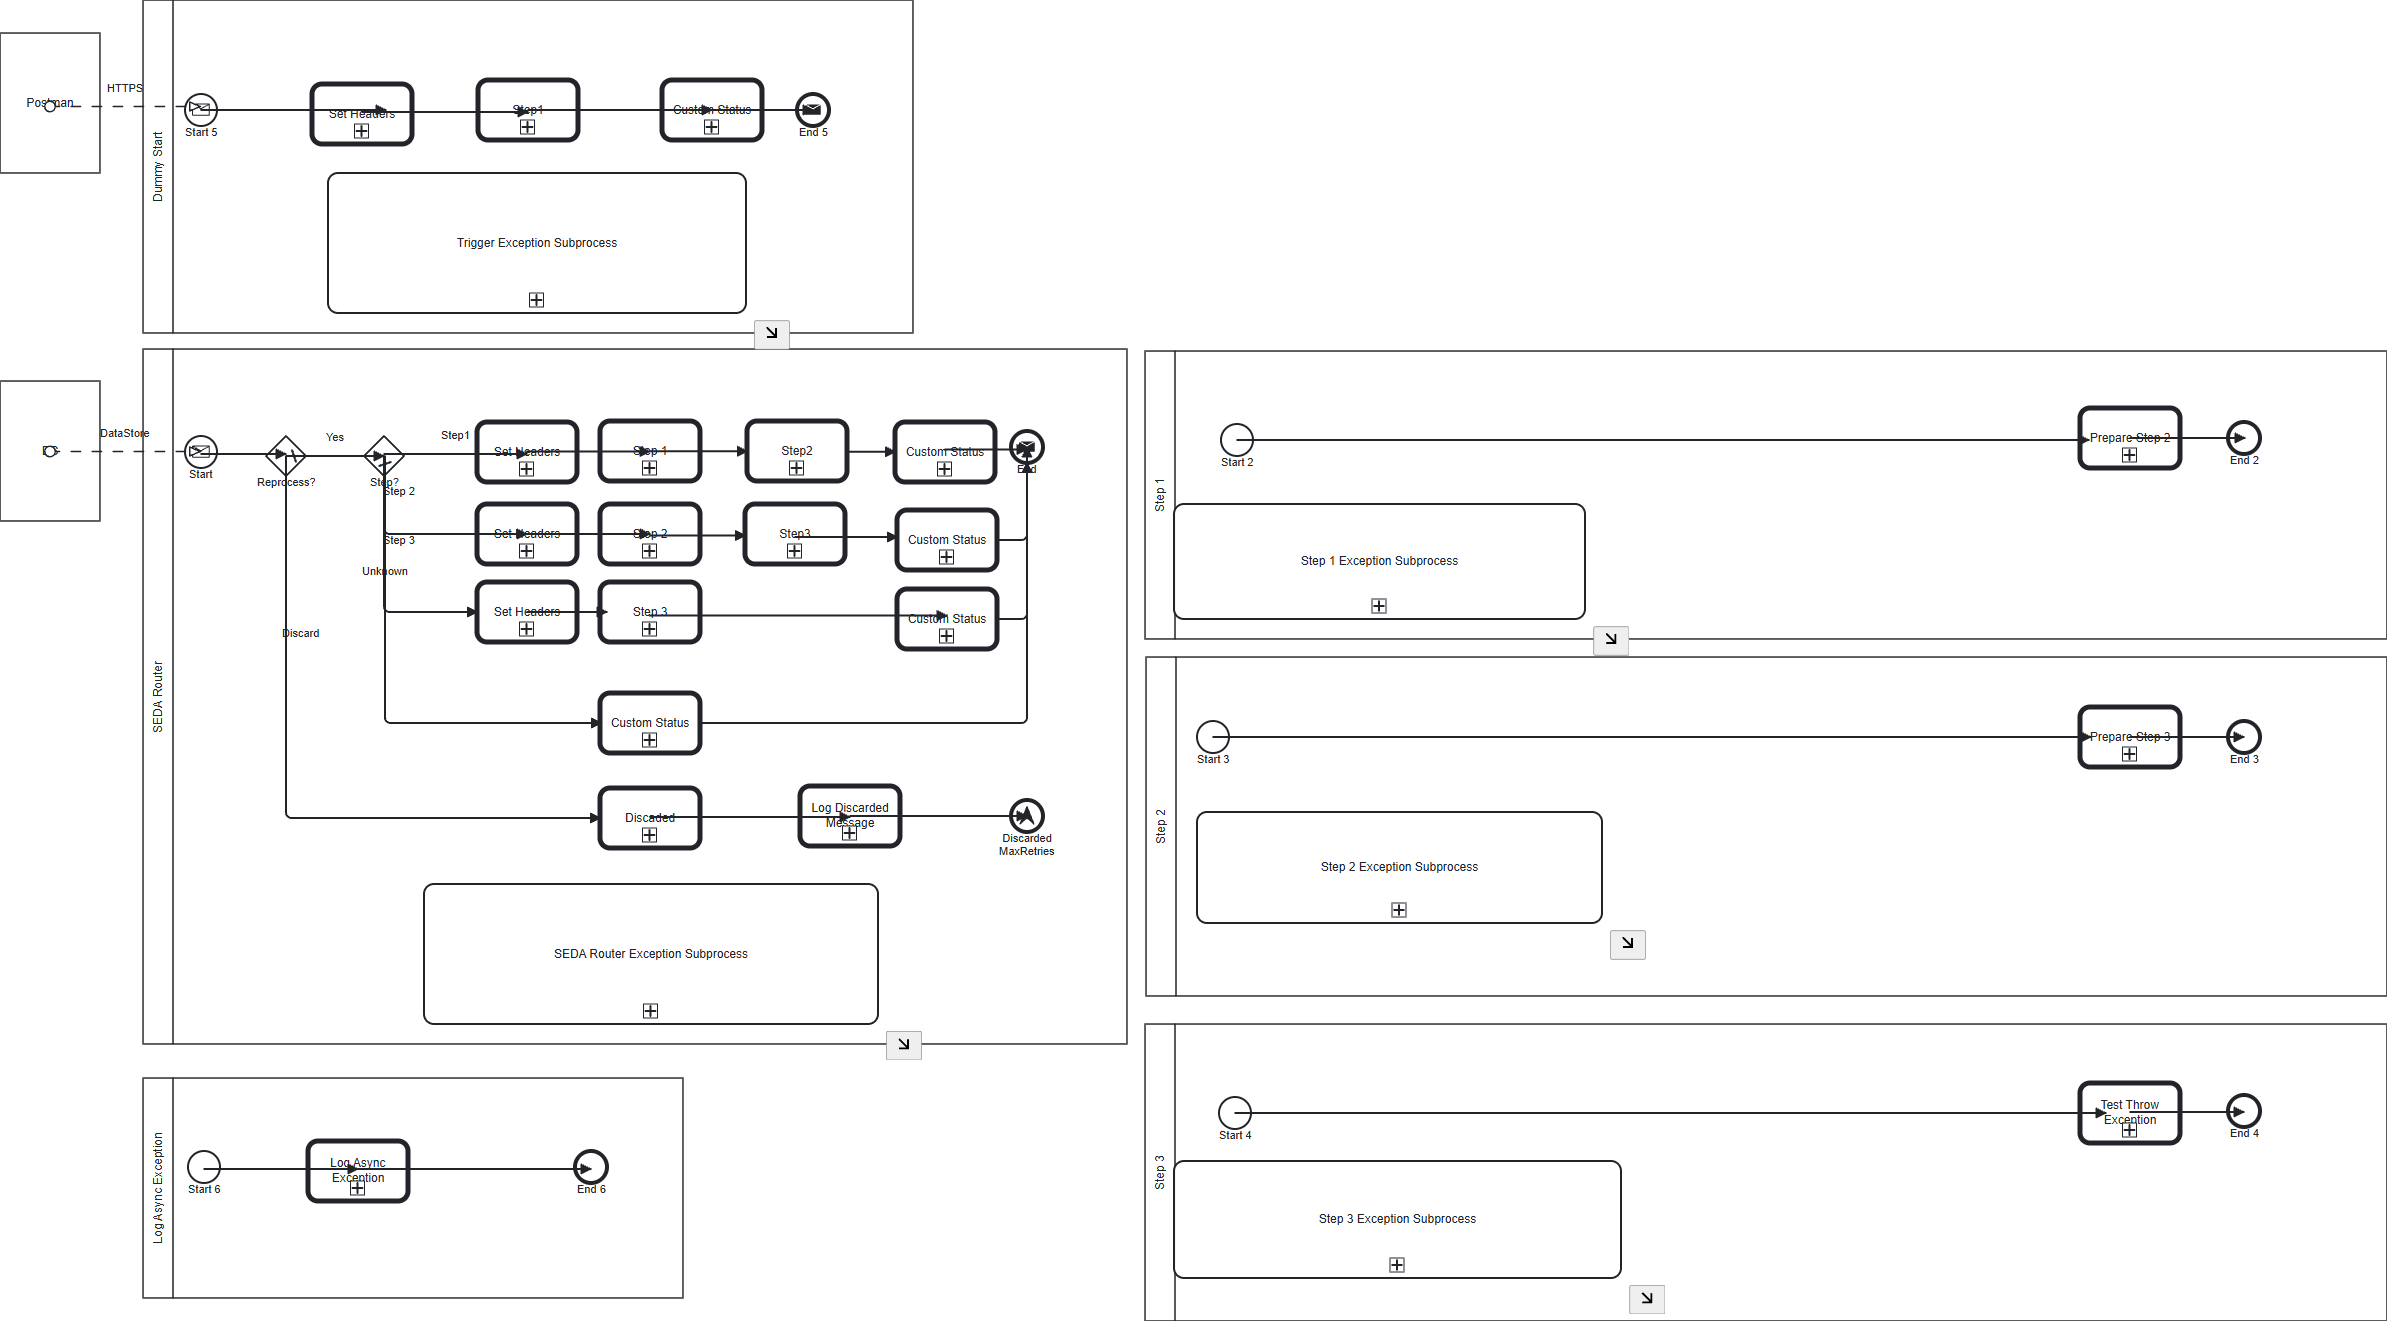 Postman
HTTPS
Dummy Start
Start 5
Set Headers
Step1
Custom Status
End 5
Trigger Exception Subprocess
DS
DataStore
SEDA Router
Start
Reprocess?
Yes
Step?
Step1
Step 2
Step 3
Unknown
Discard
Set Headers
Step 1
Step2
Custom Status
End
Set Headers
Step 2
Step3
Custom Status
Set Headers
Step 3
Custom Status
Custom Status
Discaded
Log Discarded
Message
Discarded
MaxRetries
SEDA Router Exception Subprocess
Log Async Exception
Start 6
Log Async
Exception
End 6
Step 1
Start 2
Prepare Step 2
End 2
Step 1 Exception Subprocess
Step 2
Start 3
Prepare Step 3
End 3
Step 2 Exception Subprocess
Step 3
Start 4
Test Throw
Exception
End 4
Step 3 Exception Subprocess